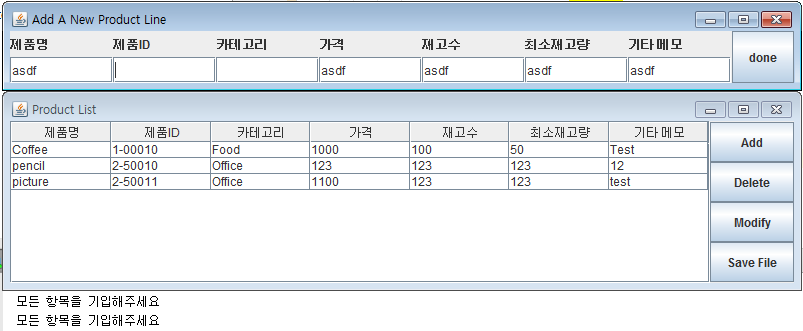 Add A New Product Line
제품명 제품ID 카테고리 가격 재고수 최소재고량 기타메모
asdf asdf asdf asdf asdf done
Product List
제품명 제품ID 카테고리 가격 재고수 최소재고량 기타메모
Coffee 1-00010 Food 1000 100 50 Test
pencil 2-50010 Office 123 123 123 12
picture 2-50011 Office 1100 123 123 test
Add
Delete
Modify
Save File
모든 항목을 기입해주세요
모든 항목을 기입해주세요